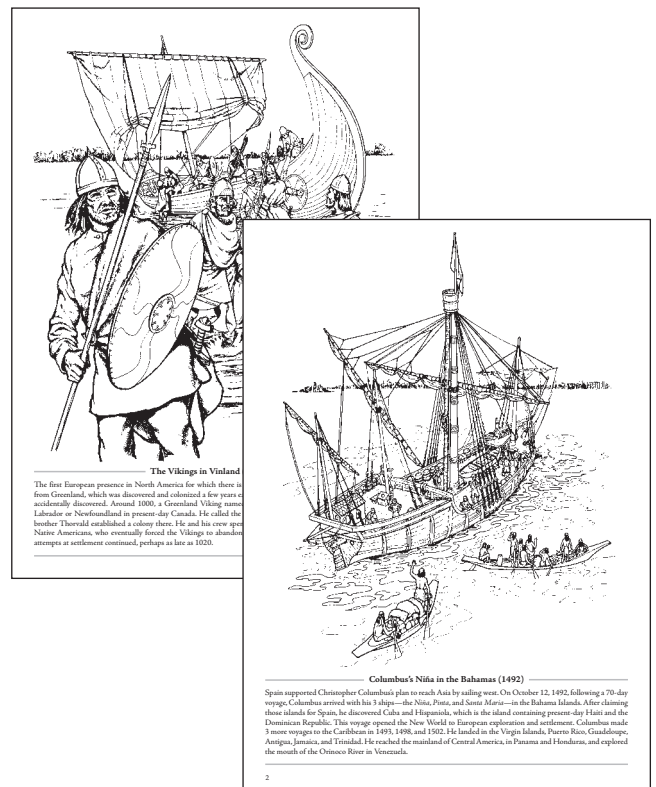 The Vikings in Vinland
The first European presence in North America for which there is
from Greenland, which was discovered and colonized a few years
accidentally discovered. Around 1000, a Greenland Viking
Labrador or Newfoundland in present-day Canada. He called the
brother Thorvald established a colony there. He and his crew
Native Americans, who eventually forced the Vikings to abandon
attempts at settlement continued, perhaps as late as 1020.
Columbus's Niña in the Bahamas (1492)
Spain supported Christopher Columbus's plan to reach Asia by sailing west. On October 12, 1492, following a 70-day
voyage, Columbus arrived with his 3 ships—the Niña, Pinta, and Santa Maria—in the Bahama Islands. After claiming
those islands for Spain, he discovered Cuba and Hispaniola, which is the island containing present-day Haiti and the
Dominican Republic. This voyage opened the New World to European exploration and settlement. Columbus made
3 more voyages to the Caribbean in 1493, 1498, and 1502. He landed in the Virgin Islands, Puerto Rico, Guadeloupe,
Antigua, Jamaica, and Trinidad. He reached the mainland of Central America, in Panama and Honduras, and explored
the mouth of the Orinoco River in Venezuela.
2